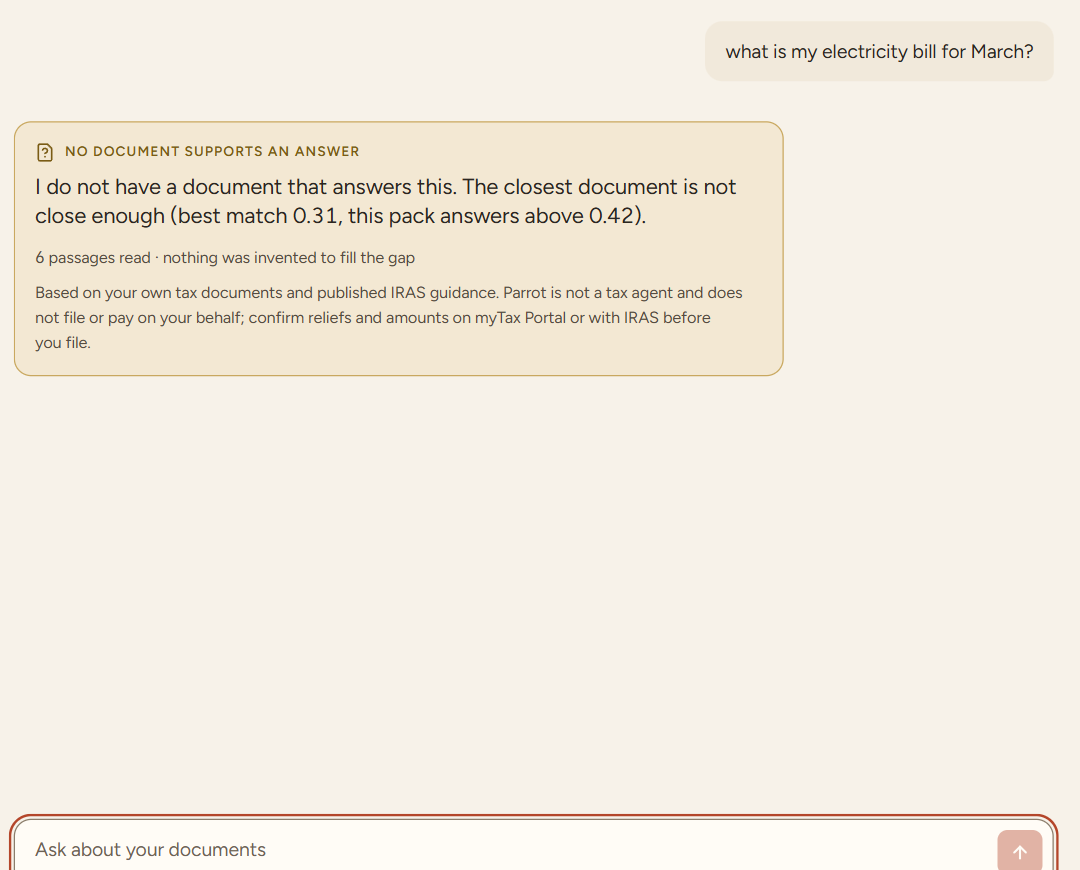 what is my electricity bill for March?
NO DOCUMENT SUPPORTS AN ANSWER
I do not have a document that answers this. The closest document is not
close enough (best match 0.31, this pack answers above 0.42).
6 passages read · nothing was invented to fill the gap
Based on your own tax documents and published IRAS guidance. Parrot is not a tax agent and does
not file or pay on your behalf; confirm reliefs and amounts on myTax Portal or with IRAS before
you file.
Ask about your documents